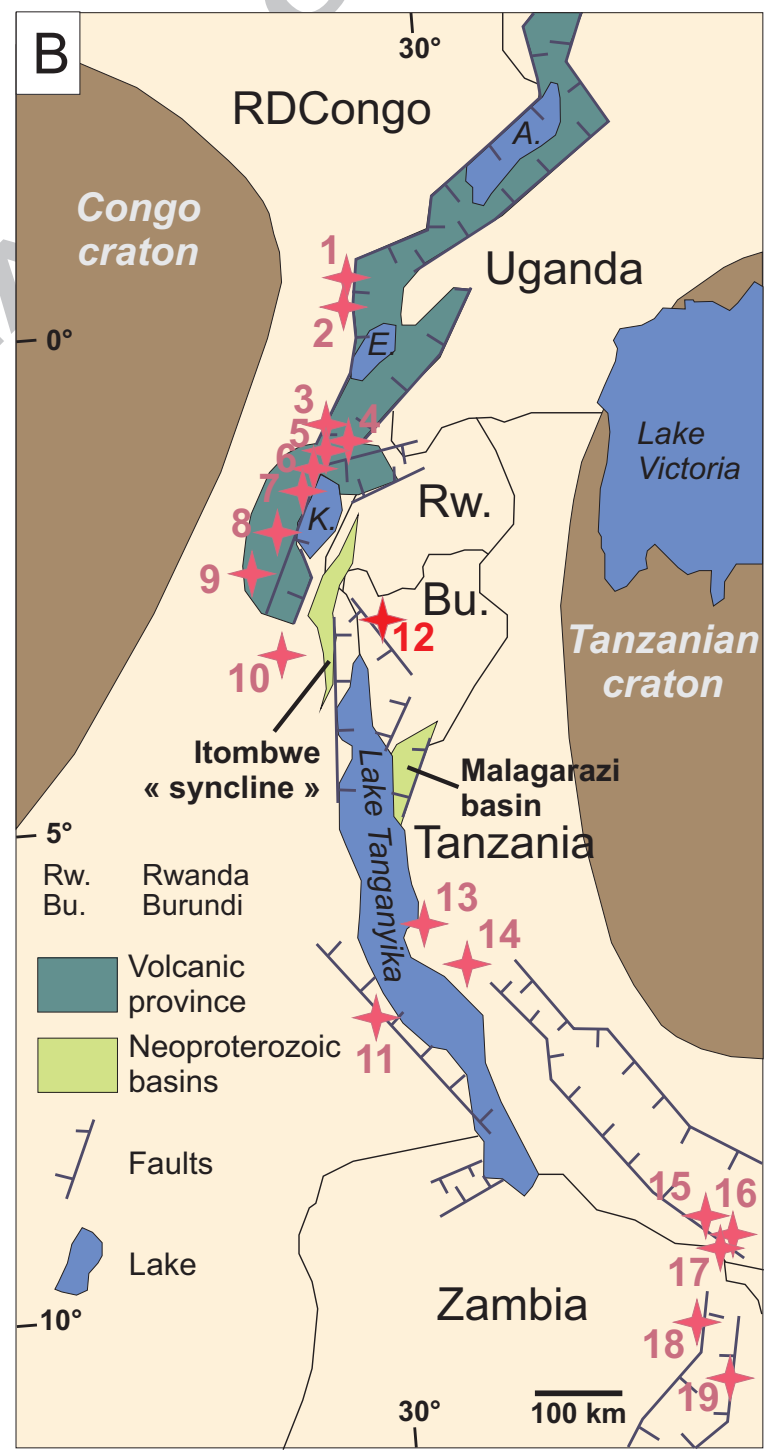 B
30°
RDCongo
A.
Congo
craton
1
Uganda
2
0°
E.
3
4
5
6
Lake
Victoria
7
K.
Rw.
8
9
Bu.
12
Tanzanian
craton
10
Itombwe
« syncline »
Lake Tanganyika
Malagarazi
basin
5°
Tanzania
Rw. Rwanda
Bu. Burundi
13
14
Volcanic
province
11
Neoproterozoic
basins
Faults
15 16
Lake
17
Zambia
10°
18
19
30°
100 km